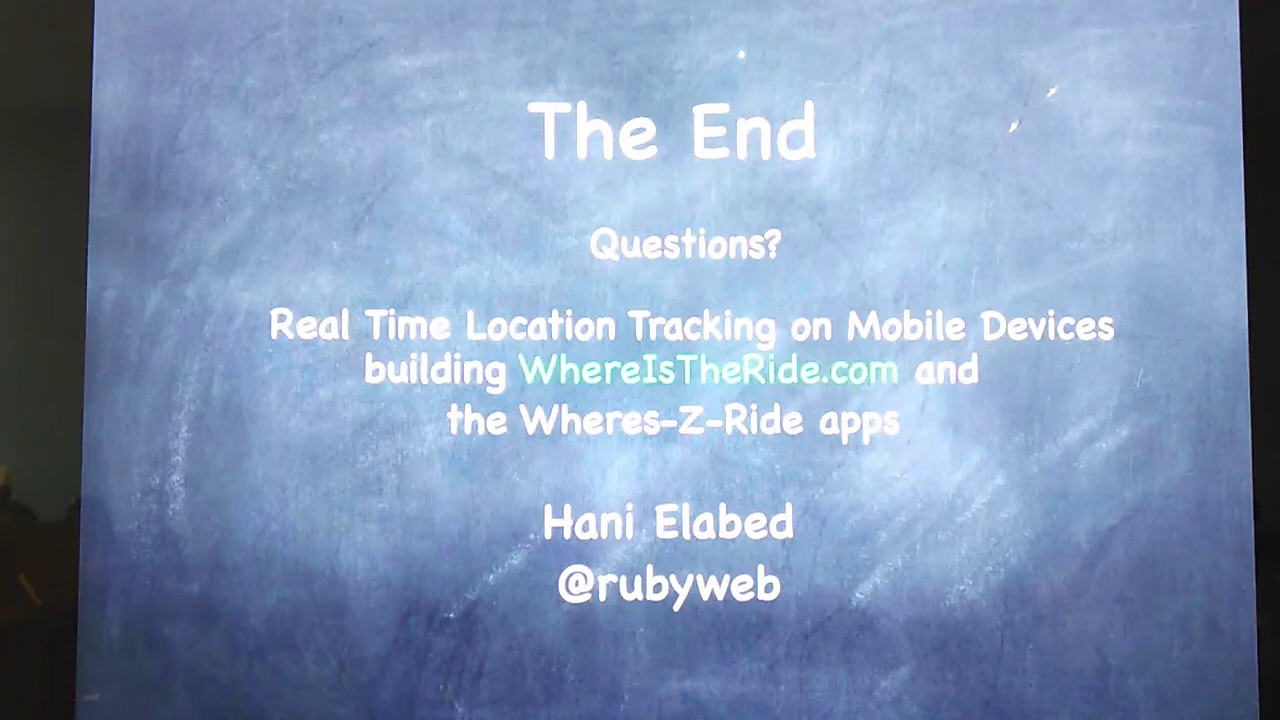 The End
Questions?
Real Time Location Tracking on Mobile Devices
building WhereIsTheRide.com and
the Wheres-Z-Ride apps
Hani Elabed
@rubyweb